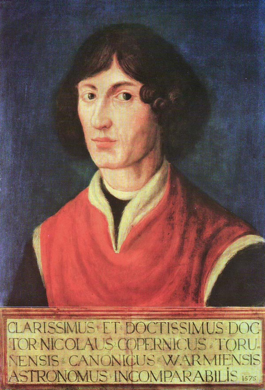 CLARISSIMUS · ET · DOCTISSIMUS · DOC
TOR · NICOLAUS · COPERNICUS · TORU
NENSIS · CANONICUS · WARMIENSIS
ASTRONOMUS · INCOMPARABILIS